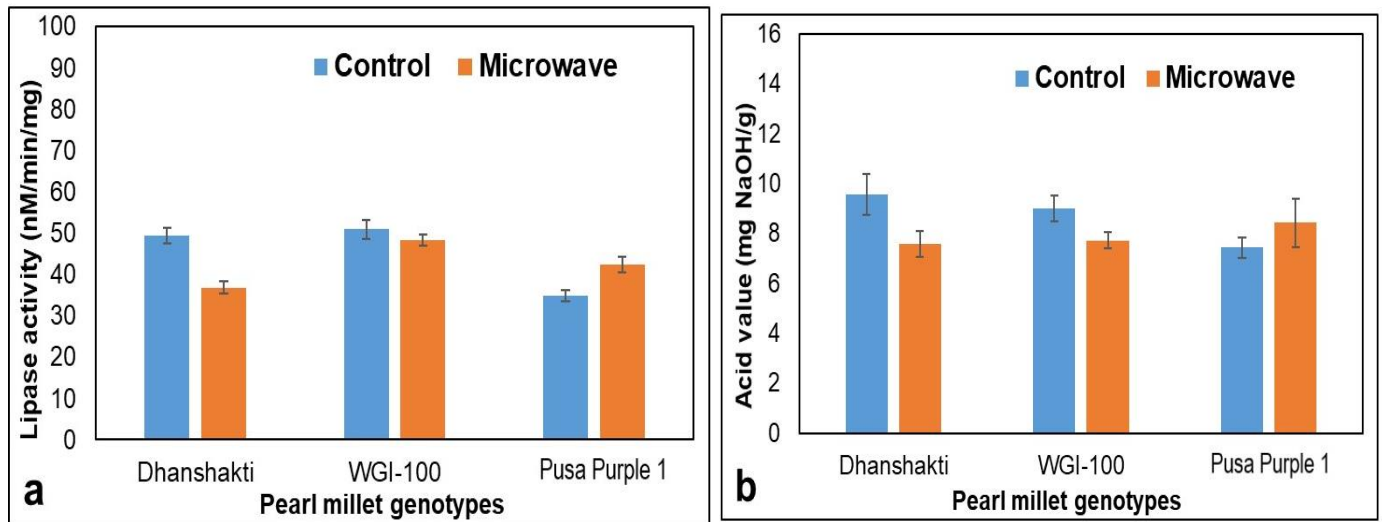 Lipase activity (nM/min/mg)
100
90
80
70
60
50
40
30
20
10
0
Control Microwave
Dhanshakti WGI-100 Pusa Purple 1
Pearl millet genotypes
a
Acid value (mg NaOH/g)
16
14
12
10
8
6
4
2
0
Control Microwave
Dhanshakti WGI-100 Pusa Purple 1
Pearl millet genotypes
b